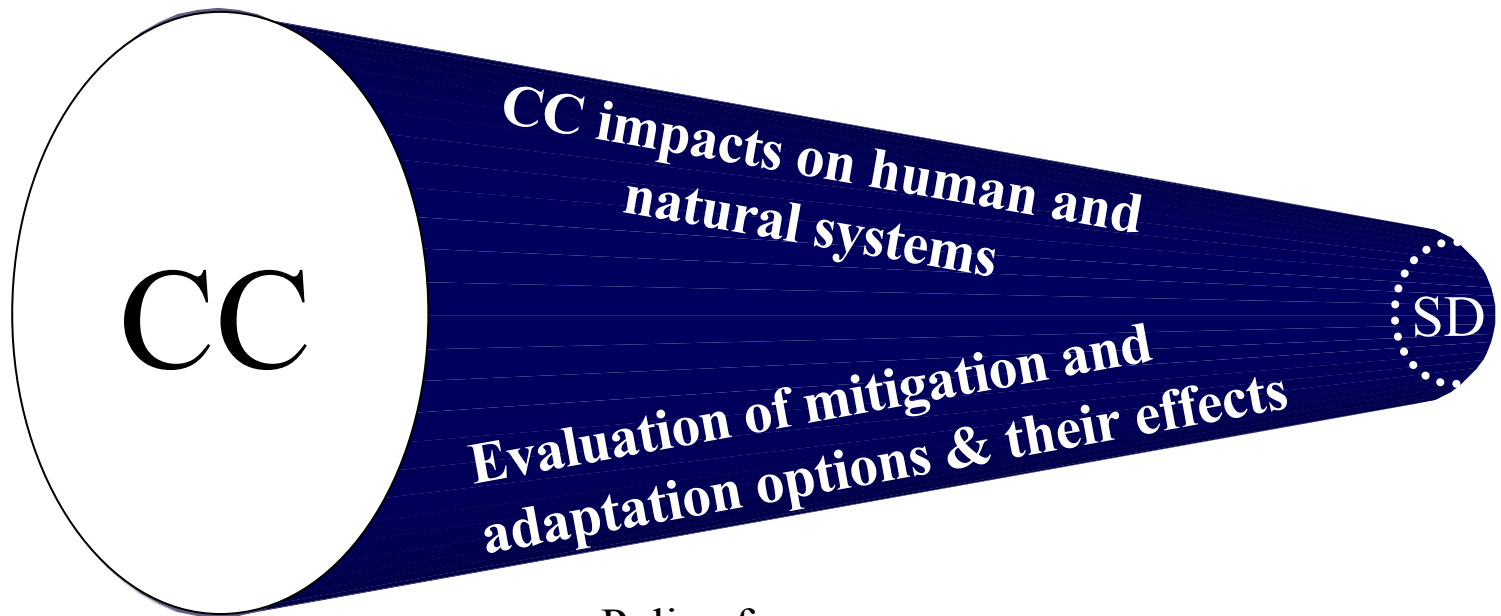 CC
CC impacts on human and
natural systems
SD
Evaluation of mitigation and
adaptation options & their effects